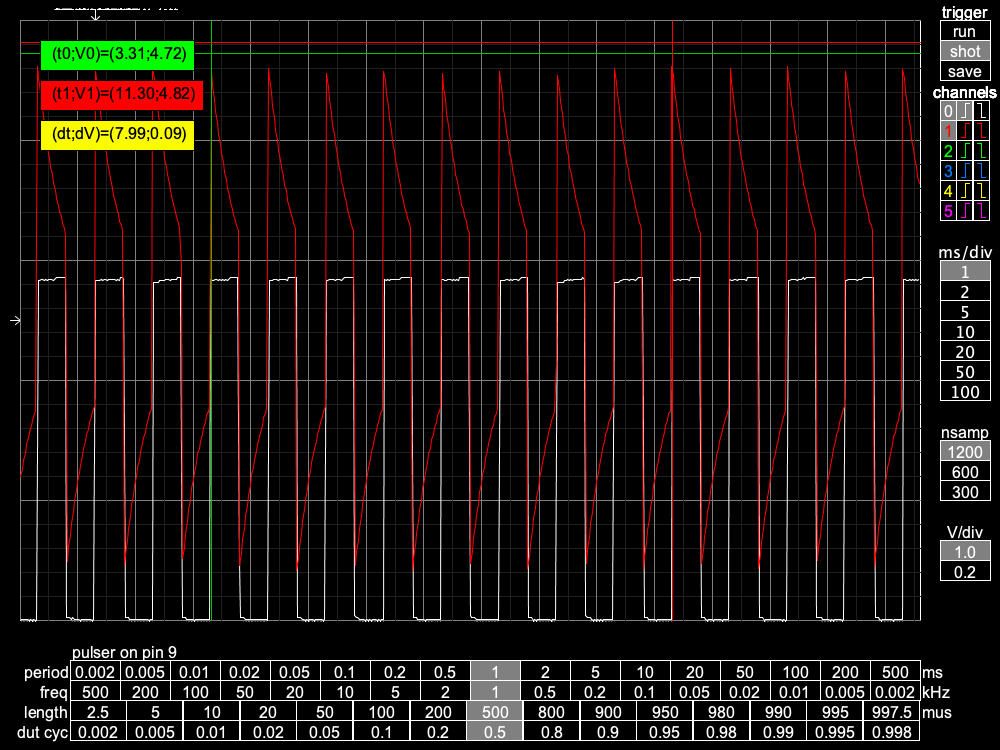 trigger
run
shot
save
(t0;V0)=(3.31;4.72)
(t1;V1)=(11.30;4.82)
(dt;dV)=(7.99;0.09)
channels
0
1
2
3
4
5
ms/div
1
2
5
10
20
50
100
nsamp
1200
600
300
V/div
1.0
0.2
pulser on pin 9
period 0.002 0.005 0.01 0.02 0.05 0.1 0.2 0.5 1 2 5 10 20 50 100 200 500 ms
freq 500 200 100 50 20 10 5 2 1 0.5 0.2 0.1 0.05 0.02 0.01 0.005 0.002 kHz
length 2.5 5 10 20 50 100 200 500 800 900 950 980 990 995 997.5 mus
dut cyc 0.002 0.005 0.01 0.02 0.05 0.1 0.2 0.5 0.8 0.9 0.95 0.98 0.99 0.995 0.998